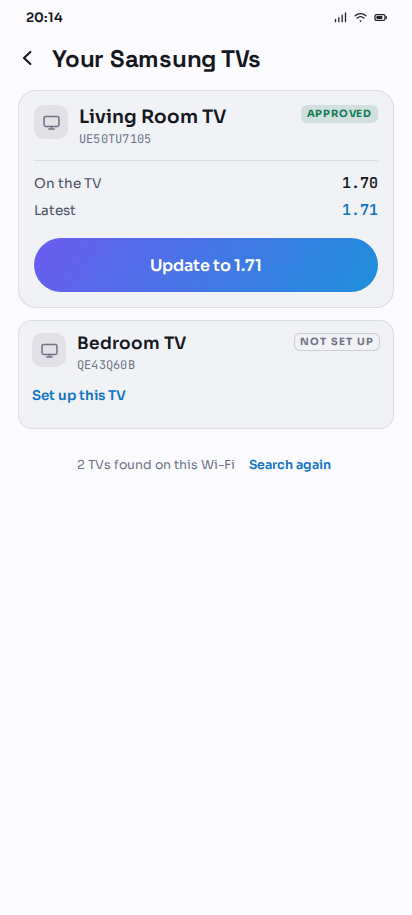 20:14
Your Samsung TVs
Living Room TV
APPROVED
UE50TU7105
On the TV 1.70
Latest 1.71
Update to 1.71
Bedroom TV
NOT SET UP
QE43Q60B
Set up this TV
2 TVs found on this Wi-Fi Search again